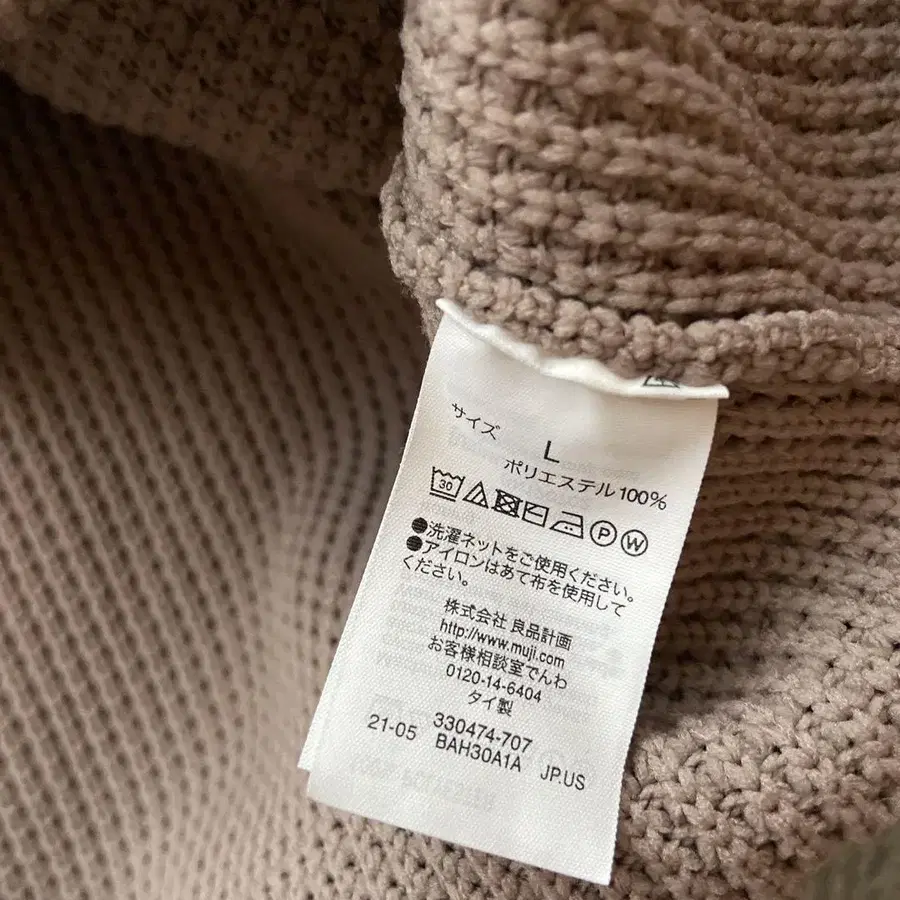 サイズ L
ポリエステル100%
30 P W
●洗濯ネットをご使用ください。
●アイロンはあて布を使用して
ください。
株式会社 良品計画
http://www.muji.com
お客様相談室でんわ
0120-14-6404
タイ製
21-05 330474-707
BAH30A1A JP.US